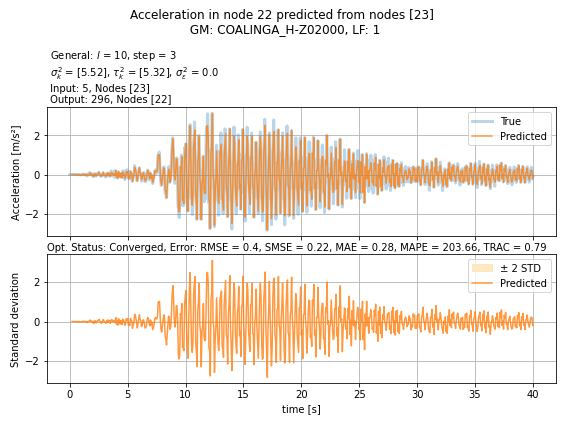 Acceleration in node 22 predicted from nodes [23]
GM: COALINGA_H-Z02000, LF: 1
General: l = 10, step = 3
σ²ₖ = [5.52], τ²ₖ = [5.32], σ²ε = 0.0
Input: 5, Nodes [23]
Output: 296, Nodes [22]
Acceleration [m/s²]
2
0
−2
True
Predicted
Opt. Status: Converged, Error: RMSE = 0.4, SMSE = 0.22, MAE = 0.28, MAPE = 203.66, TRAC = 0.79
Standard deviation
2
0
−2
± 2 STD
Predicted
0 5 10 15 20 25 30 35 40
time [s]